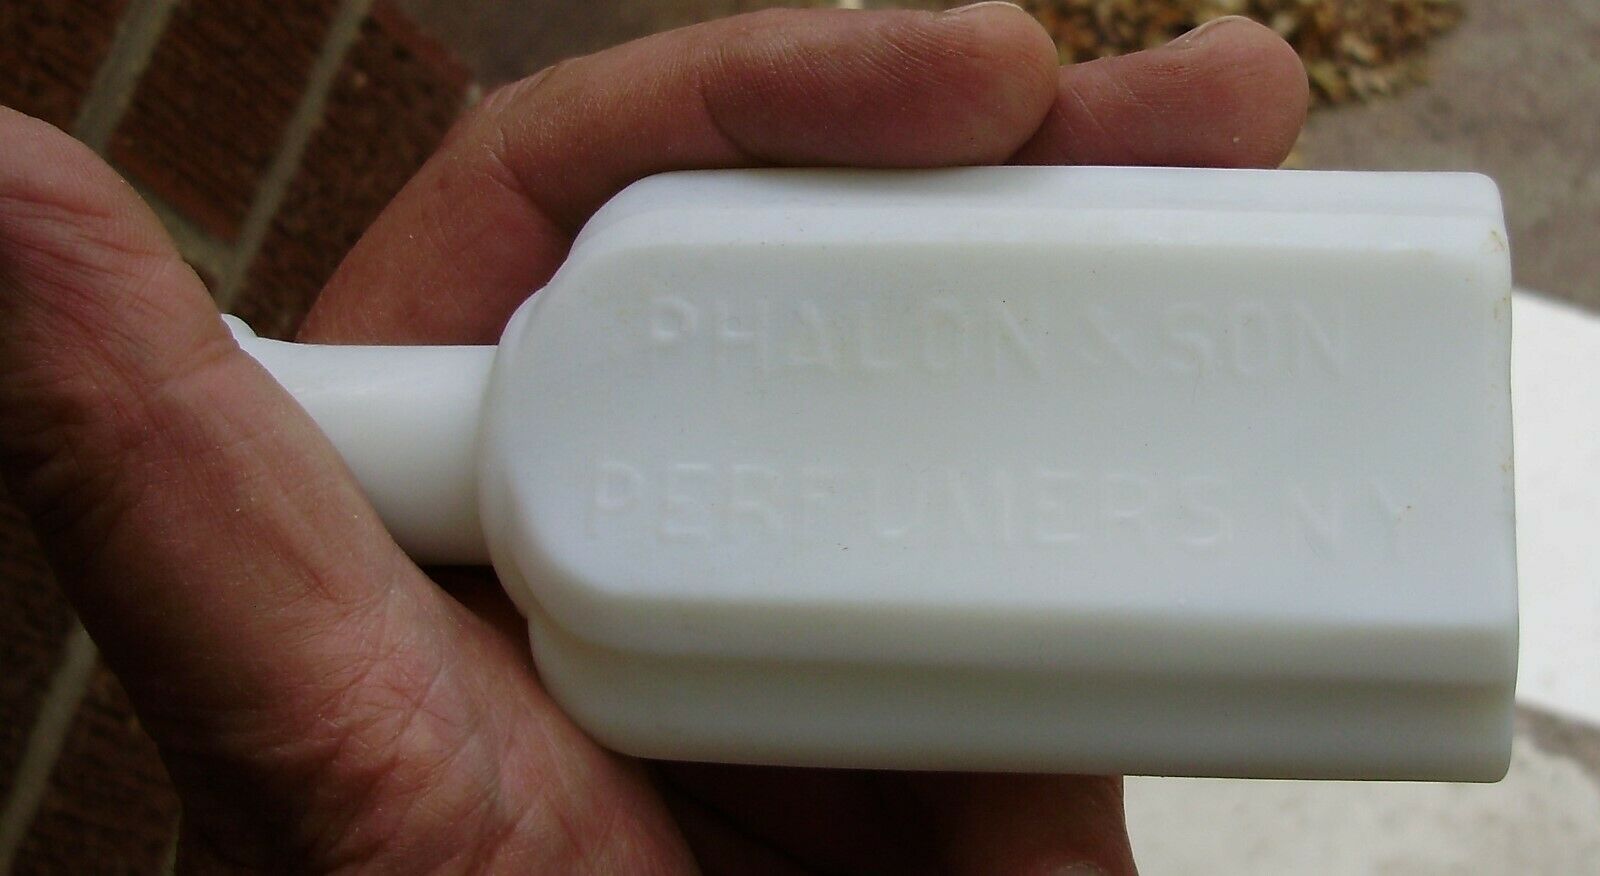 PHALON & SON
PERFUMERS NY